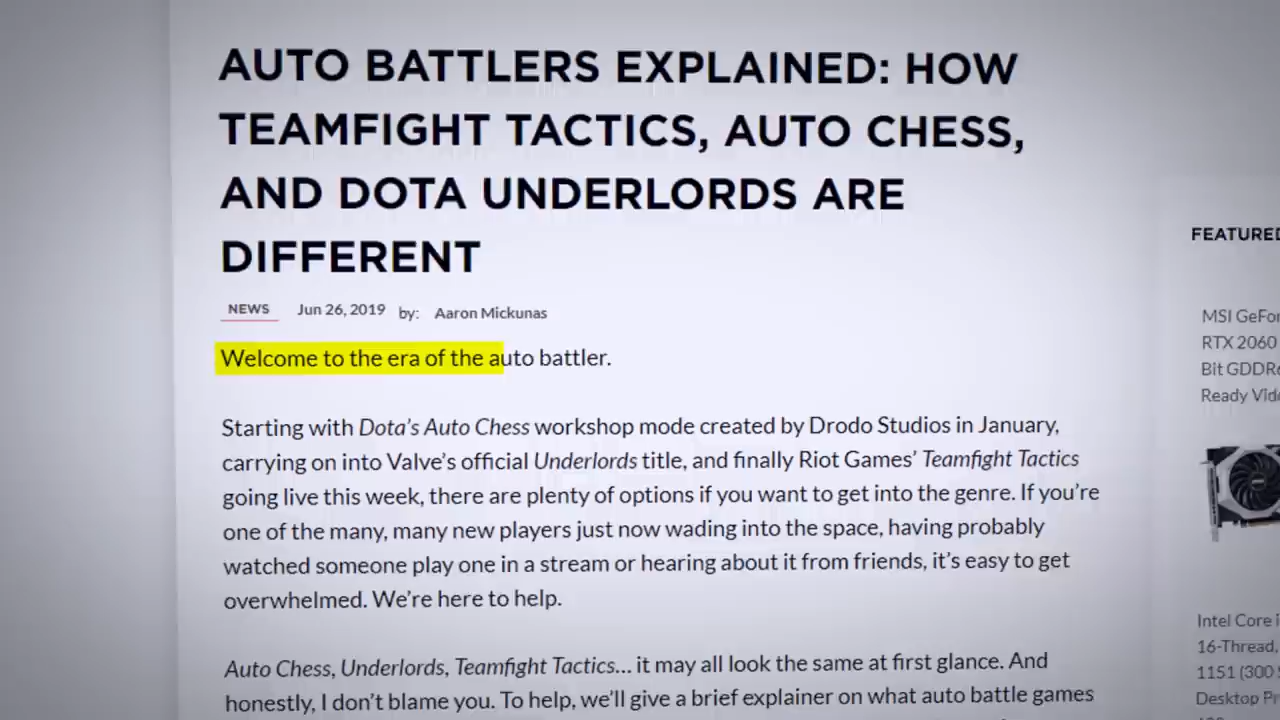 AUTO BATTLERS EXPLAINED: HOW
TEAMFIGHT TACTICS, AUTO CHESS,
AND DOTA UNDERLORDS ARE
DIFFERENT
NEWS Jun 26, 2019 by: Aaron Mickunas
Welcome to the era of the auto battler.
Starting with Dota’s Auto Chess workshop mode created by Drodo Studios in January,
carrying on into Valve’s official Underlords title, and finally Riot Games’ Teamfight Tactics
going live this week, there are plenty of options if you want to get into the genre. If you’re
one of the many, many new players just now wading into the space, having probably
watched someone play one in a stream or hearing about it from friends, it’s easy to get
overwhelmed. We’re here to help.
Auto Chess, Underlords, Teamfight Tactics… it may all look the same at first glance. And
honestly, I don’t blame you. To help, we’ll give a brief explainer on what auto battle games
FEATURED
MSI GeFor
RTX 2060
Bit GDDR6
Ready Vid
Intel Core i
16-Thread,
1151 (300 S
Desktop Pr